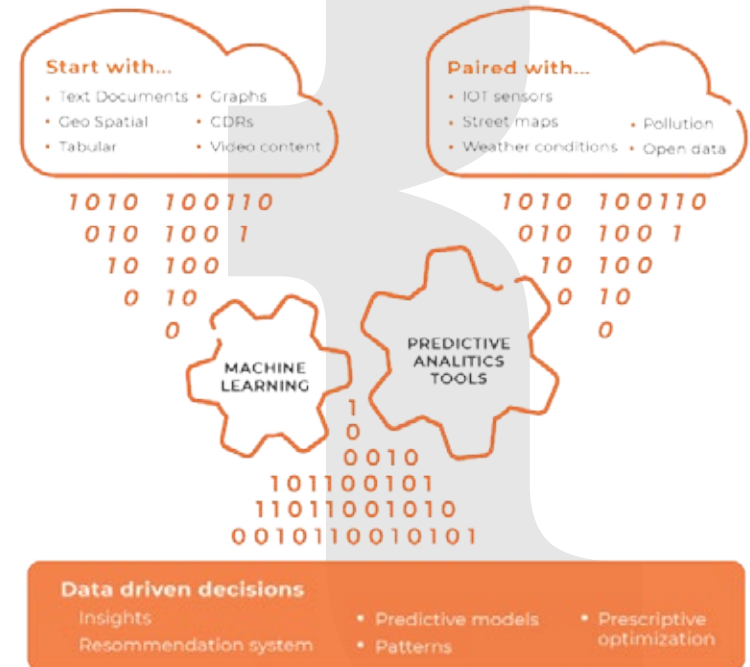 Start with...
• Text Documents • Graphs
• Geo Spatial • CDRs
• Tabular • Video content
Paired with...
• IOT sensors
• Street maps • Pollution
• Weather conditions • Open data
1010 100110
010 100 1
10 100
0 10
0
1010 100110
010 100 1
10 100
0 10
0
MACHINE
LEARNING
PREDICTIVE
ANALITICS
TOOLS
1
0
0010
101100101
11011001010
0010110010101
Data driven decisions
Insights • Predictive models • Prescriptive
optimization
Resommendation system • Patterns